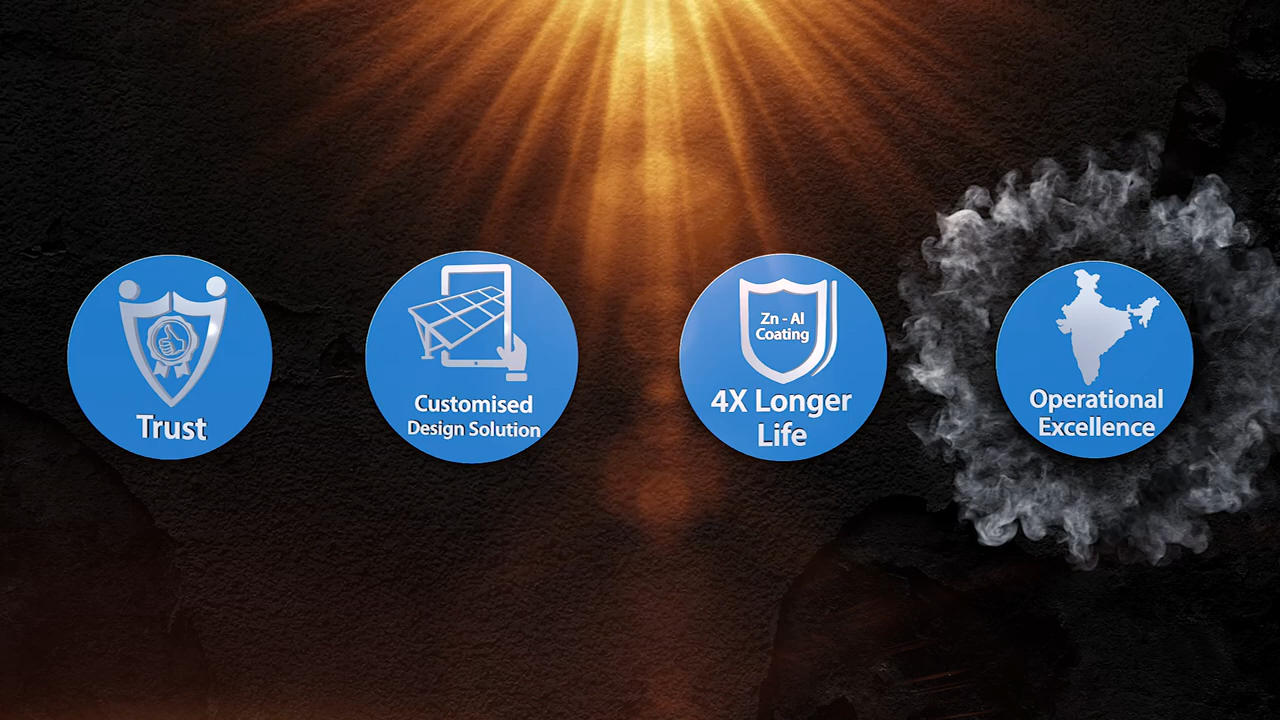 Trust
Customised
Design Solution
Zn - Al
Coating
4X Longer
Life
Operational
Excellence